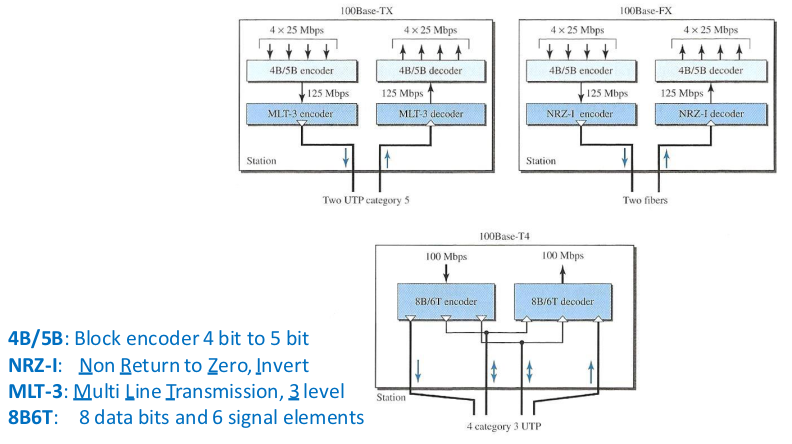 100Base-TX
4 × 25 Mbps
4 × 25 Mbps
4B/5B encoder
4B/5B decoder
125 Mbps
125 Mbps
MLT-3 encoder
MLT-3 decoder
Station
Two UTP category 5
100Base-FX
4 × 25 Mbps
4 × 25 Mbps
4B/5B encoder
4B/5B decoder
125 Mbps
125 Mbps
NRZ-I encoder
NRZ-I decoder
Station
Two fibers
100Base-T4
100 Mbps
100 Mbps
8B/6T encoder
8B/6T decoder
Station
4 category 3 UTP
4B/5B: Block encoder 4 bit to 5 bit
NRZ-I: Non Return to Zero, Invert
MLT-3: Multi Line Transmission, 3 level
8B6T: 8 data bits and 6 signal elements